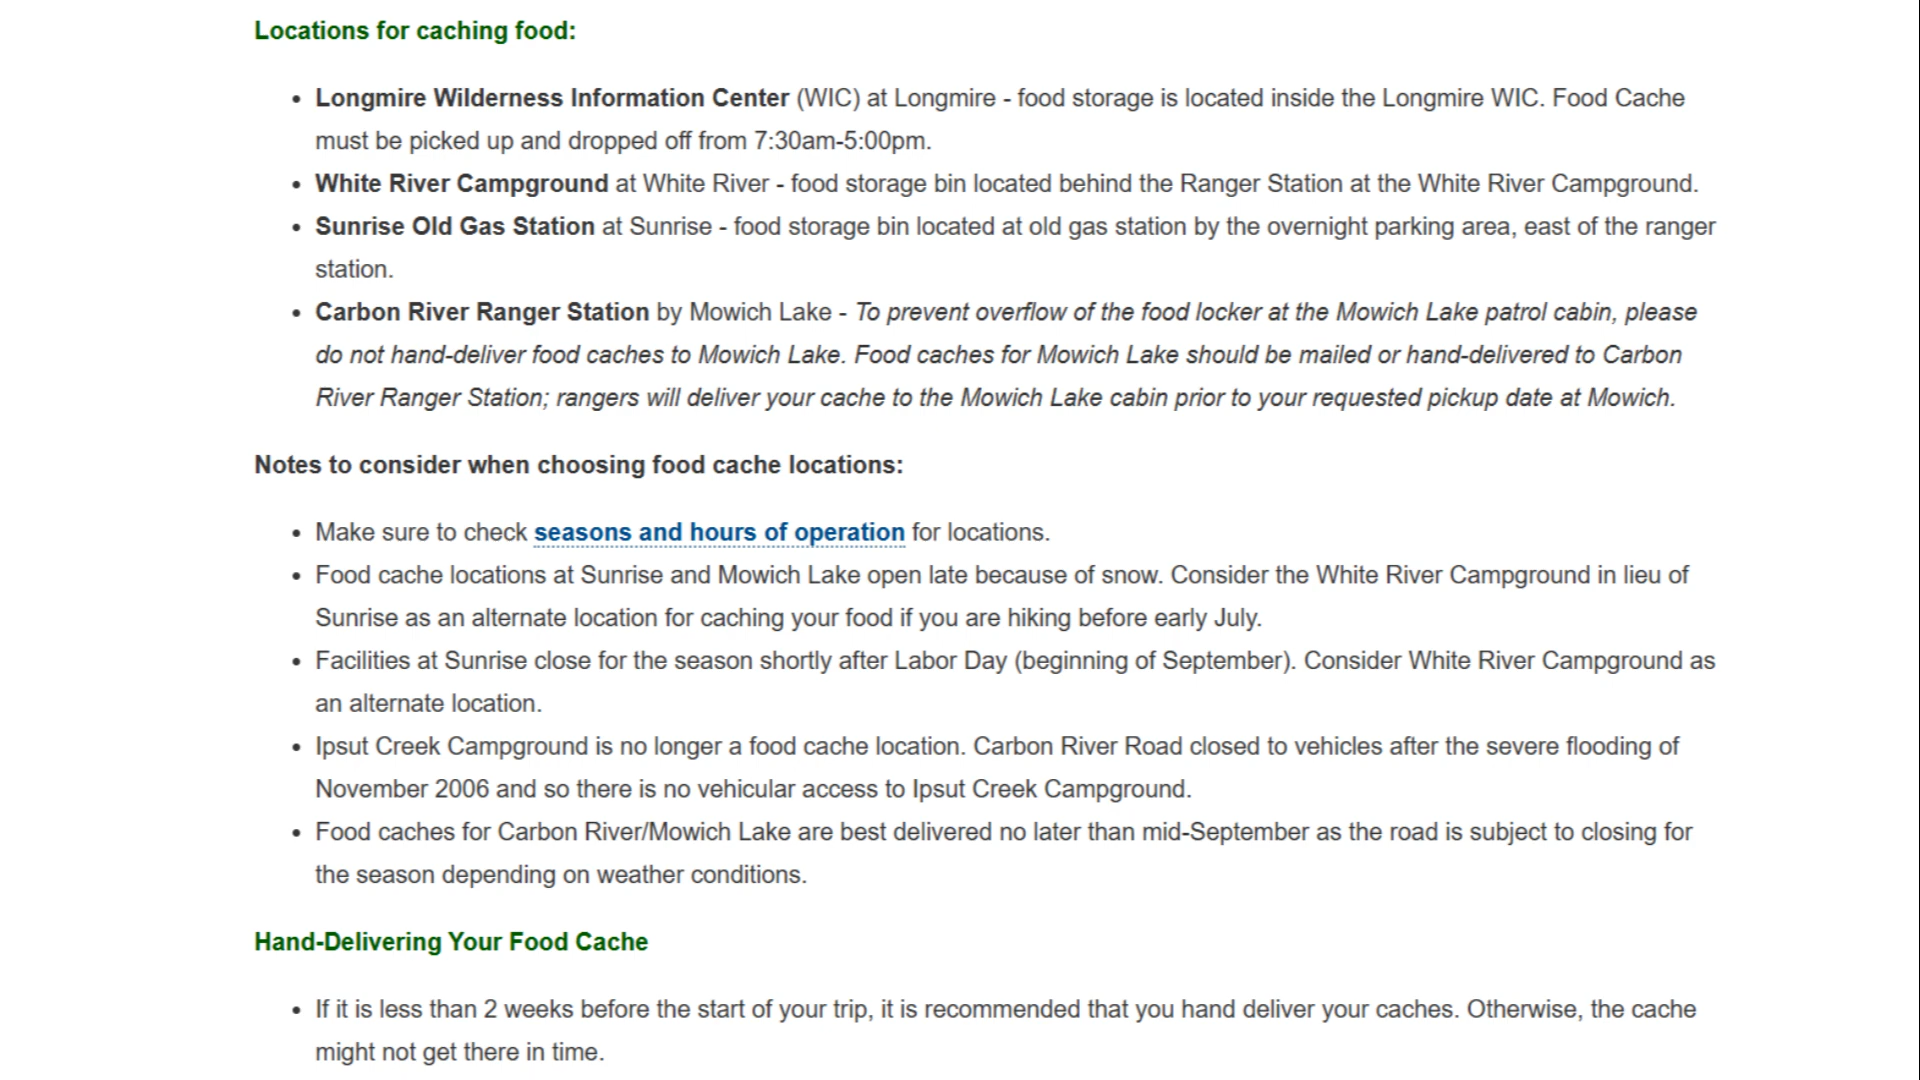 Locations for caching food:
• Longmire Wilderness Information Center (WIC) at Longmire - food storage is located inside the Longmire WIC. Food Cache
must be picked up and dropped off from 7:30am-5:00pm.
• White River Campground at White River - food storage bin located behind the Ranger Station at the White River Campground.
• Sunrise Old Gas Station at Sunrise - food storage bin located at old gas station by the overnight parking area, east of the ranger
station.
• Carbon River Ranger Station by Mowich Lake - To prevent overflow of the food locker at the Mowich Lake patrol cabin, please
do not hand-deliver food caches to Mowich Lake. Food caches for Mowich Lake should be mailed or hand-delivered to Carbon
River Ranger Station; rangers will deliver your cache to the Mowich Lake cabin prior to your requested pickup date at Mowich.
Notes to consider when choosing food cache locations:
• Make sure to check seasons and hours of operation for locations.
• Food cache locations at Sunrise and Mowich Lake open late because of snow. Consider the White River Campground in lieu of
Sunrise as an alternate location for caching your food if you are hiking before early July.
• Facilities at Sunrise close for the season shortly after Labor Day (beginning of September). Consider White River Campground as
an alternate location.
• Ipsut Creek Campground is no longer a food cache location. Carbon River Road closed to vehicles after the severe flooding of
November 2006 and so there is no vehicular access to Ipsut Creek Campground.
• Food caches for Carbon River/Mowich Lake are best delivered no later than mid-September as the road is subject to closing for
the season depending on weather conditions.
Hand-Delivering Your Food Cache
• If it is less than 2 weeks before the start of your trip, it is recommended that you hand deliver your caches. Otherwise, the cache
might not get there in time.